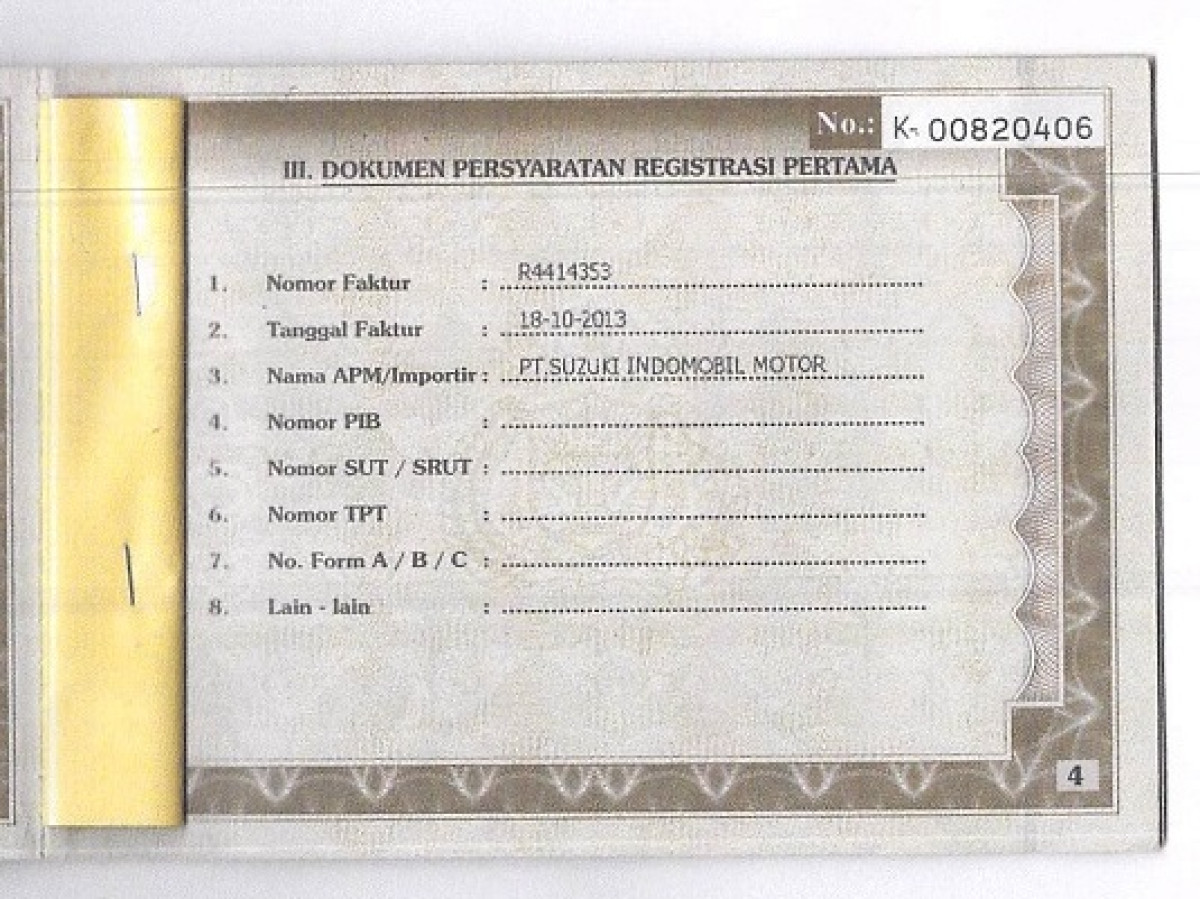 No.: K- 00820406
III. DOKUMEN PERSYARATAN REGISTRASI PERTAMA
1. Nomor Faktur : R4414353
2. Tanggal Faktur : 18-10-2013
3. Nama APM/Importir : PT.SUZUKI INDOMOBIL MOTOR
4. Nomor PIB :
5. Nomor SUT / SRUT :
6. Nomor TPT :
7. No. Form A / B / C :
8. Lain - lain :
4